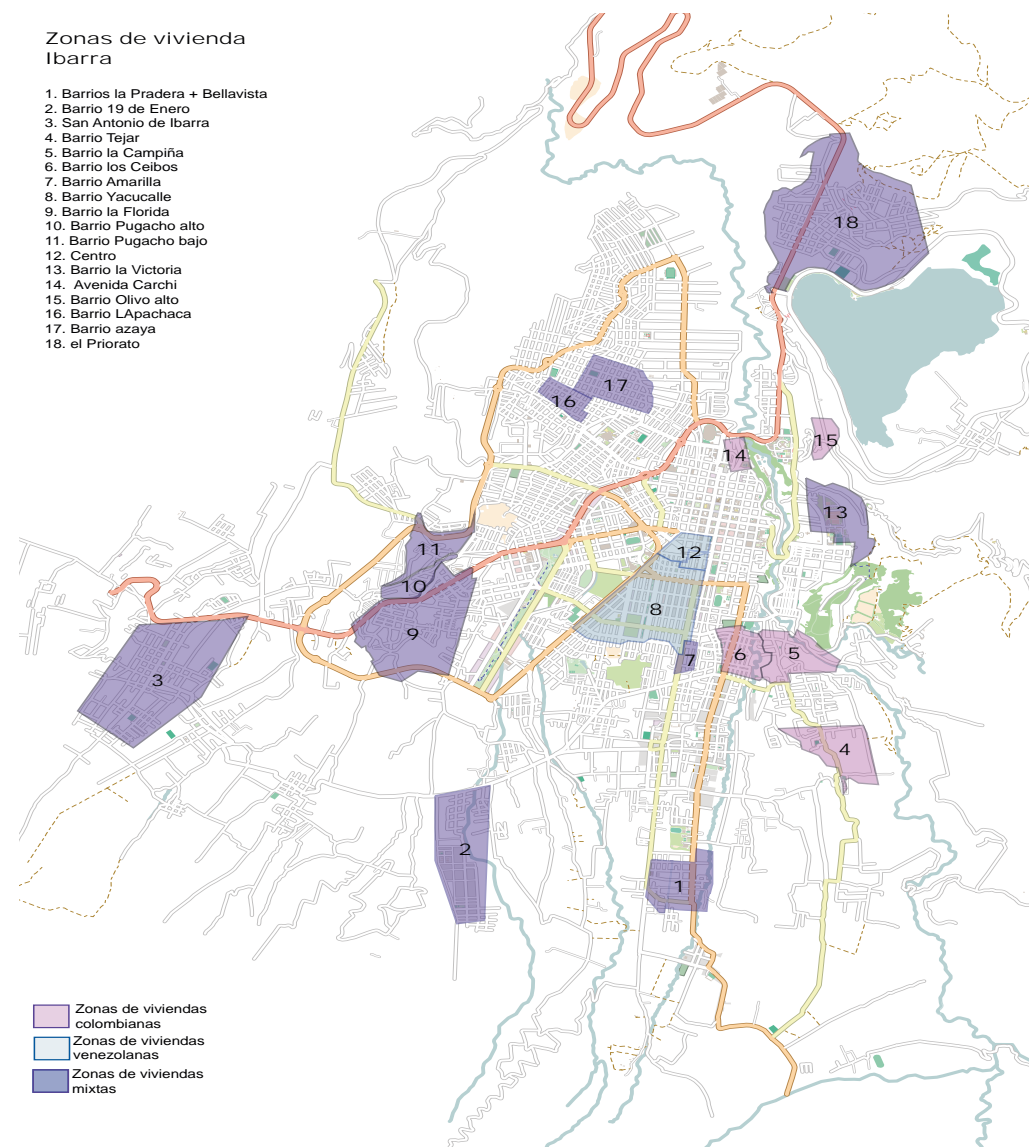 Zonas de vivienda
Ibarra
1. Barrios la Pradera + Bellavista
2. Barrio 19 de Enero
3. San Antonio de Ibarra
4. Barrio Tejar
5. Barrio la Campiña
6. Barrio los Ceibos
7. Barrio Amarilla
8. Barrio Yacucalle
9. Barrio la Florida
10. Barrio Pugacho alto
11. Barrio Pugacho bajo
12. Centro
13. Barrio la Victoria
14. Avenida Carchi
15. Barrio Olivo alto
16. Barrio LApachaca
17. Barrio azaya
18. el Priorato
18
17
16
15
14
13
11
12
10
8
9
7
6
5
3
4
2
1
Zonas de viviendas
colombianas
Zonas de viviendas
venezolanas
Zonas de viviendas
mixtas